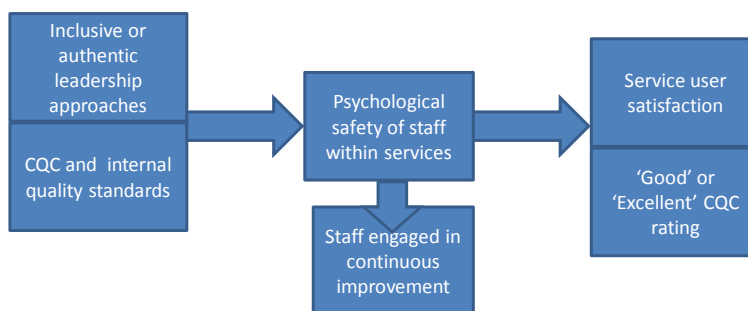 Inclusive or
authentic
leadership
approaches
CQC and  internal
quality standards
Psychological
safety of staff
within services
Staff engaged in
continuous
improvement
Service user
satisfaction
‘Good’ or
‘Excellent’ CQC
rating